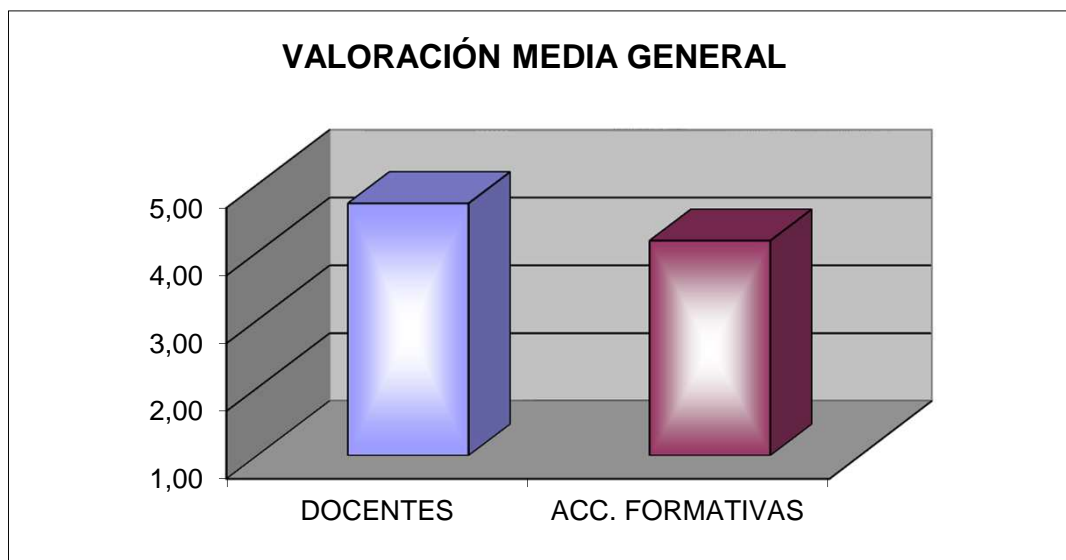 VALORACIÓN MEDIA GENERAL
5,00
4,00
3,00
2,00
1,00
DOCENTES ACC. FORMATIVAS